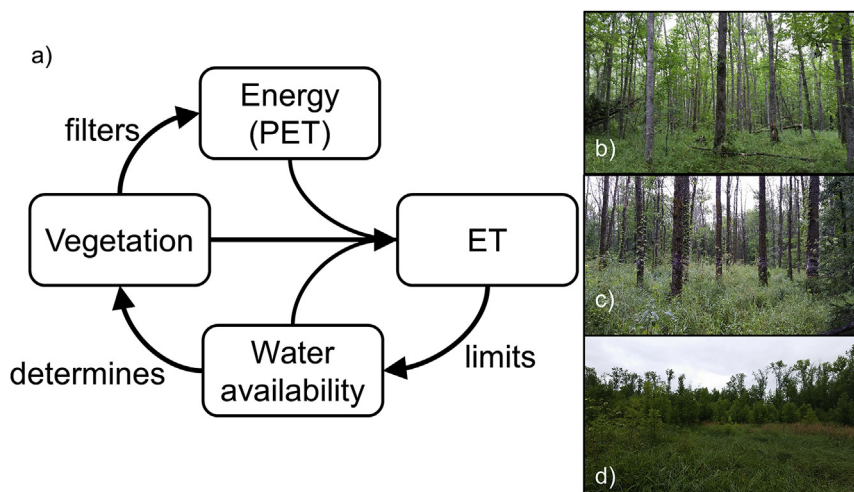 a)
Energy
(PET)
filters
Vegetation
ET
Water
availability
determines
limits
b)
c)
d)